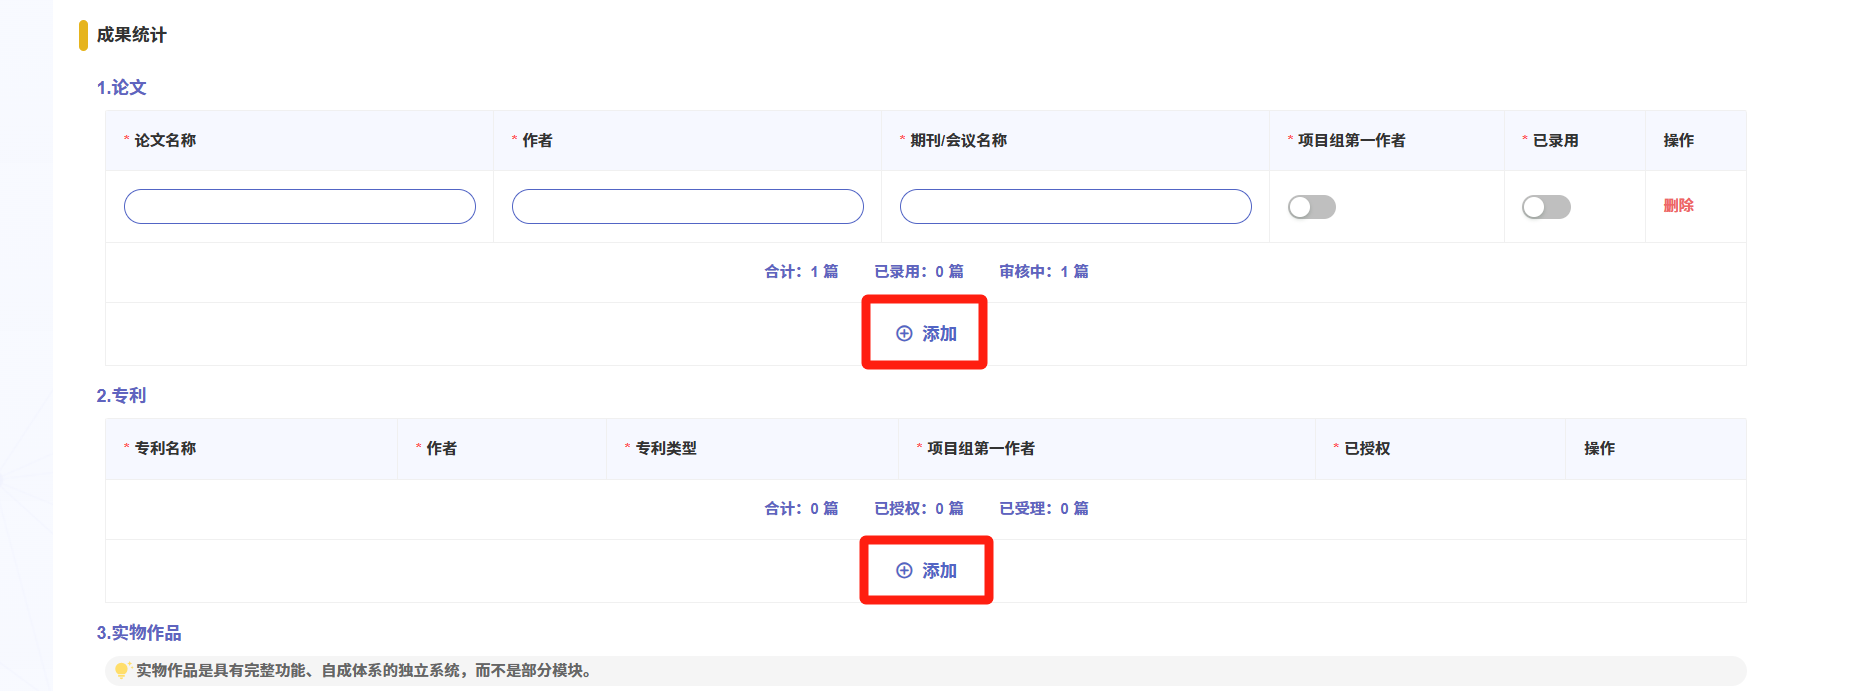 成果统计
1.论文
* 论文名称 * 作者 * 期刊/会议名称 * 项目组第一作者 * 已录用 操作
删除
合计：1 篇 已录用：0 篇 审核中：1 篇
添加
2.专利
* 专利名称 * 作者 * 专利类型 * 项目组第一作者 * 已授权 操作
合计：0 篇 已授权：0 篇 已受理：0 篇
添加
3.实物作品
实物作品是具有完整功能、自成体系的独立系统，而不是部分模块。